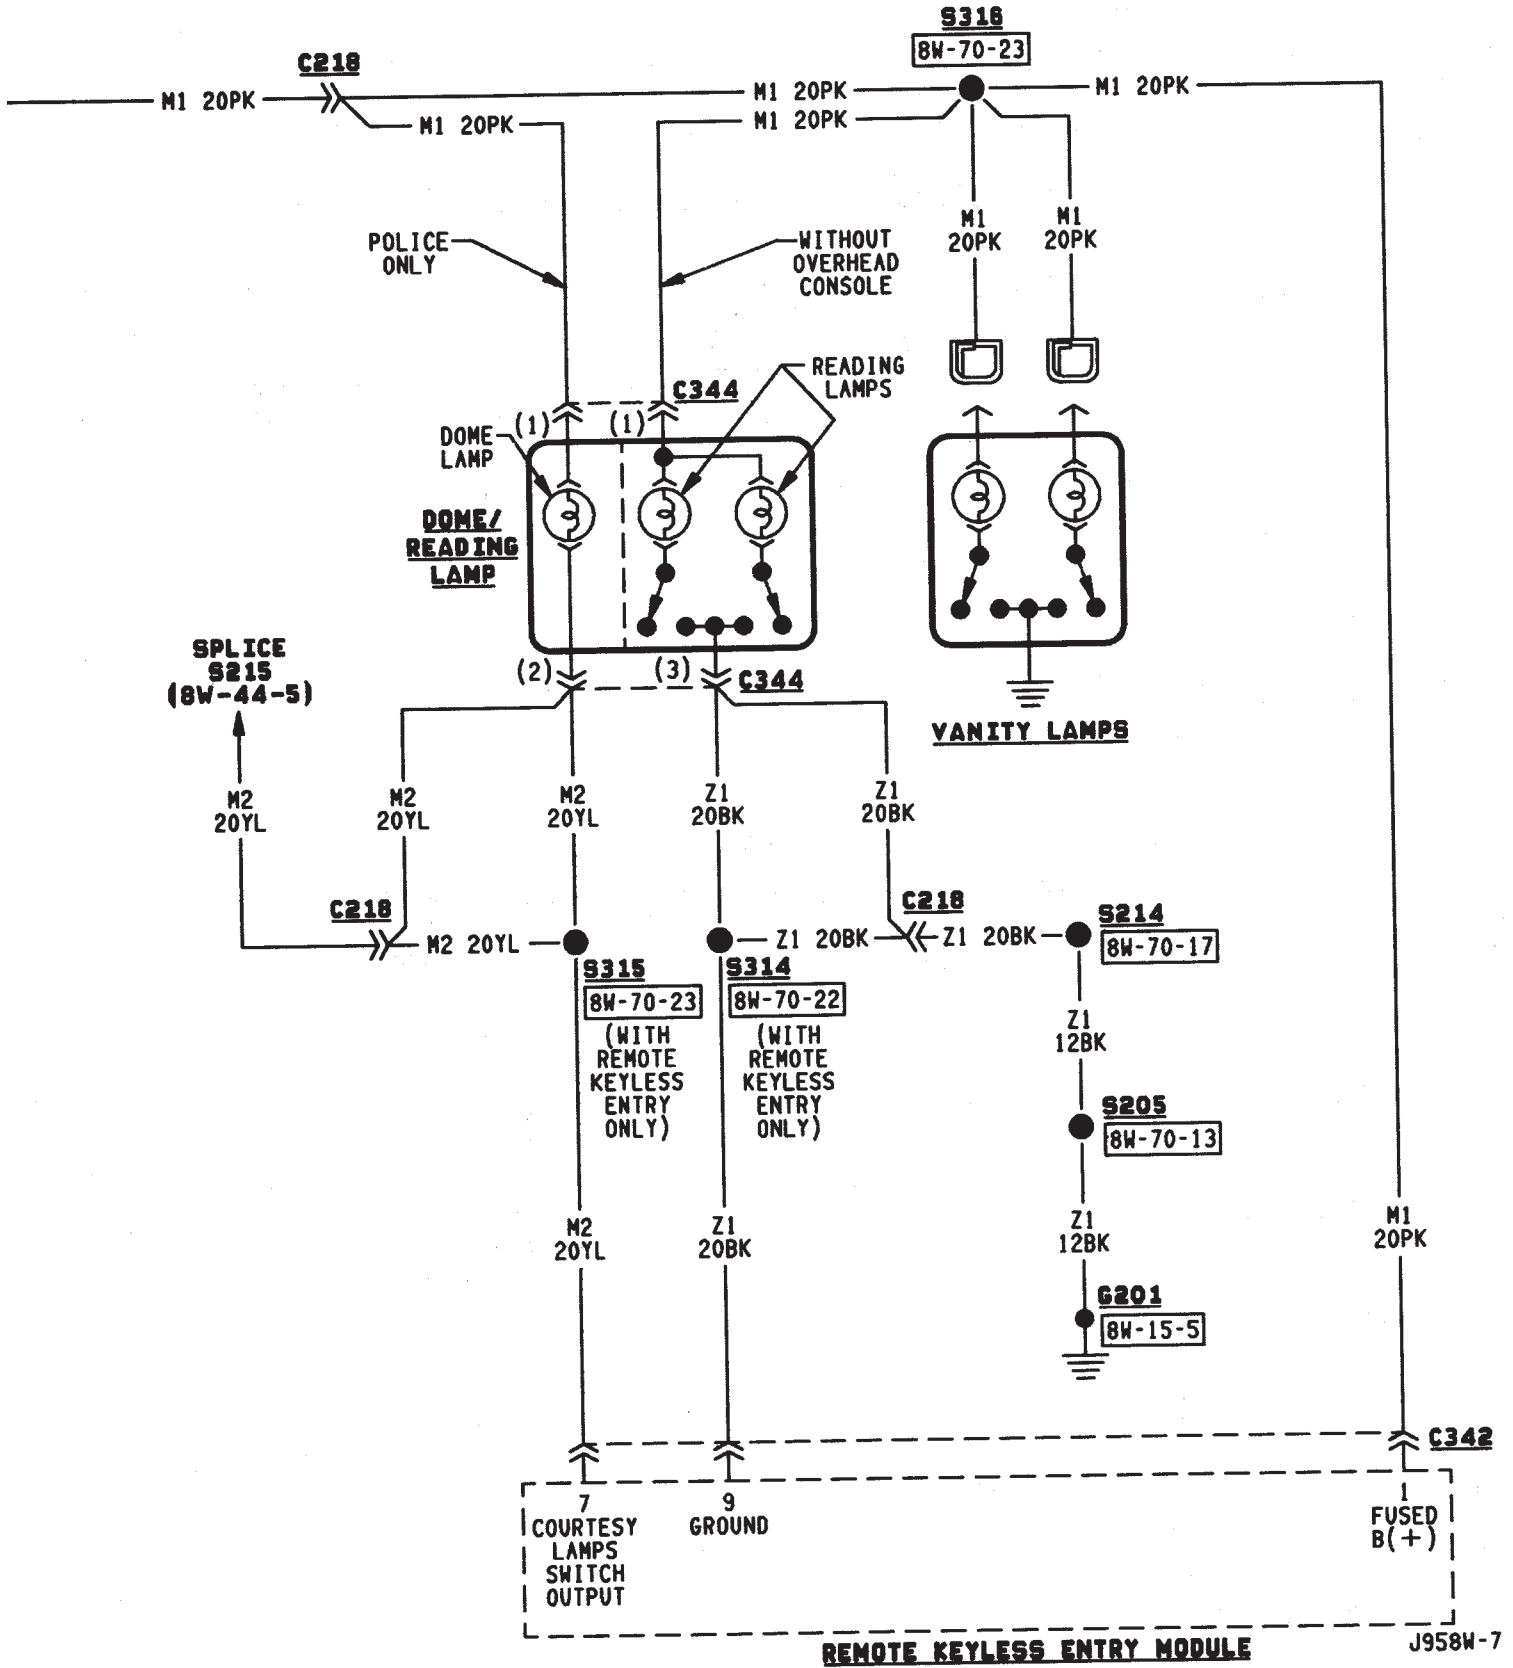 S316
8W-70-23
C218
M1 20PK
M1 20PK
M1 20PK
M1 20PK
M1 20PK
POLICE
ONLY
WITHOUT
OVERHEAD
CONSOLE
M1
20PK
M1
20PK
READING
LAMPS
C344
(1)
(1)
DOME
LAMP
DOME/
READING
LAMP
SPLICE
S215
(8W-44-5)
(2)
(3)
C344
VANITY LAMPS
M2
20YL
M2
20YL
M2
20YL
Z1
20BK
Z1
20BK
C218
M2 20YL
C218
Z1 20BK
Z1 20BK
S214
8W-70-17
S315
8W-70-23
(WITH
REMOTE
KEYLESS
ENTRY
ONLY)
S314
8W-70-22
(WITH
REMOTE
KEYLESS
ENTRY
ONLY)
Z1
12BK
S205
8W-70-13
M2
20YL
Z1
20BK
Z1
12BK
M1
20PK
G201
8W-15-5
C342
7
COURTESY
LAMPS
SWITCH
OUTPUT
9
GROUND
1
FUSED
B(+)
REMOTE KEYLESS ENTRY MODULE
J958W-7